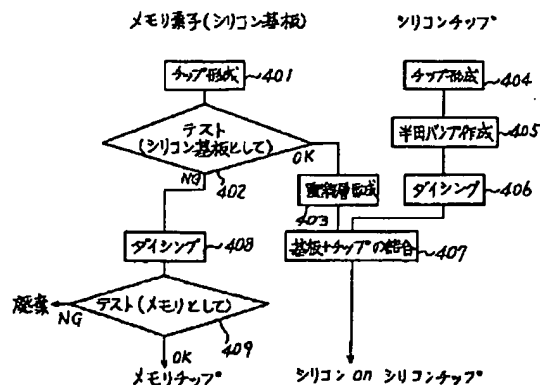 メモリ素子(シリコン基板)
シリコンチップ
チップ形成
401
チップ形成
404
テスト
(シリコン基板として)
OK
NG
402
半田バンプ作成
405
配線層形成
403
ダイシング
406
ダイシング
408
基板+チップの結合
407
テスト(メモリとして)
廃棄
NG
409
OK
メモリチップ
シリコン on シリコンチップ